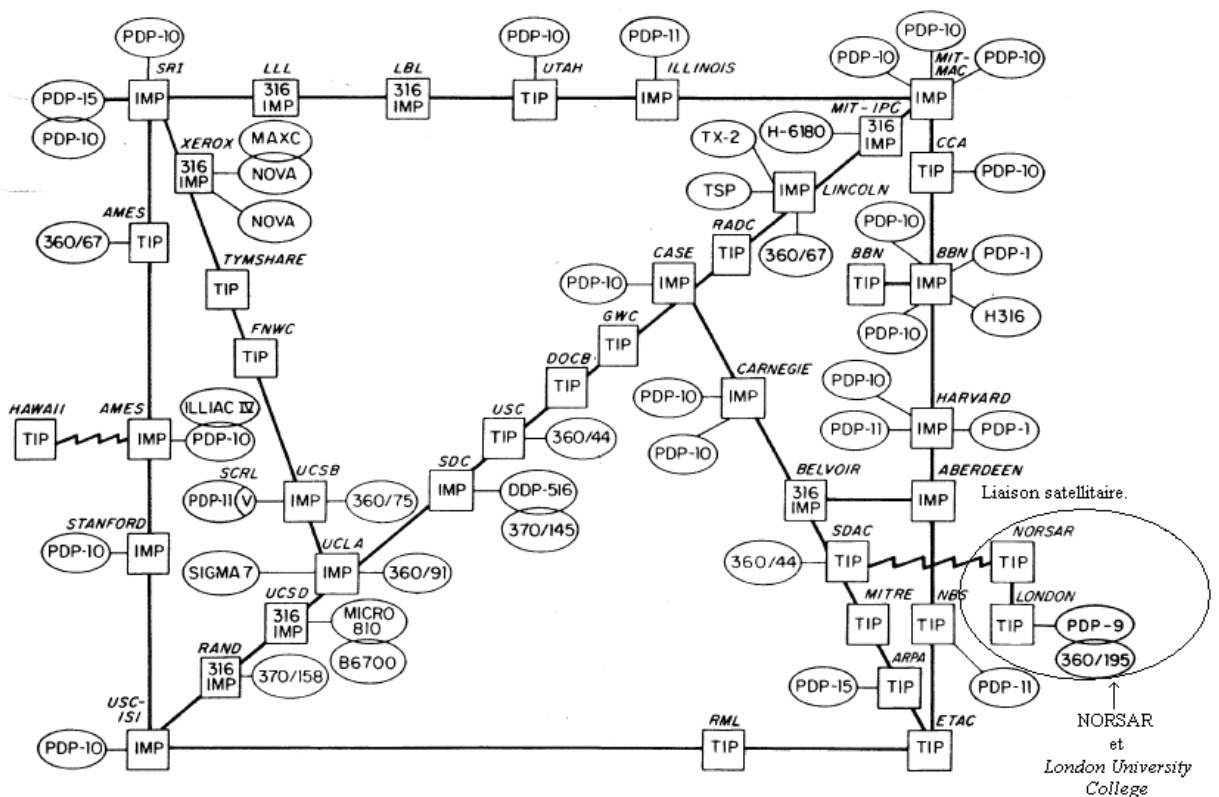 PDP-10
PDP-10
PDP-11
PDP-10
PDP-10
PDP-10
SRI
LLL
LBL
UTAH
ILLINOIS
MIT-
MAC
PDP-15
IMP
316
IMP
316
IMP
TIP
IMP
IMP
PDP-10
MIT-IPC
XEROX
MAXC
TX-2
H-6180
316
IMP
CCA
316
IMP
NOVA
NOVA
TSP
IMP
LINCOLN
TIP
PDP-10
AMES
RADC
PDP-10
360/67
TIP
TYMSHARE
CASE
TIP
360/67
BBN
BBN
PDP-1
TIP
PDP-10
IMP
TIP
IMP
H316
FNWC
GWC
PDP-10
TIP
TIP
DOCB
CARNEGIE
PDP-10
HAWAII
AMES
ILLIAC IV
TIP
PDP-10
IMP
HARVARD
TIP
IMP
PDP-10
USC
TIP
360/44
PDP-10
PDP-11
IMP
PDP-1
SCRL
UCSB
SDC
BELVOIR
ABERDEEN
PDP-11 V
IMP
360/75
IMP
DDP-516
316
IMP
IMP
Liaison satellitaire.
STANFORD
370/145
SDAC
NORSAR
PDP-10
IMP
UCLA
360/44
TIP
TIP
SIGMA 7
IMP
360/91
UCSD
MITRE
NBS
LONDON
316
IMP
MICRO
810
TIP
TIP
TIP
PDP-9
RAND
B6700
ARPA
360/195
316
IMP
370/158
PDP-15
TIP
PDP-11
USC-
ISI
RML
ETAC
NORSAR
PDP-10
IMP
TIP
TIP
et
London University
College